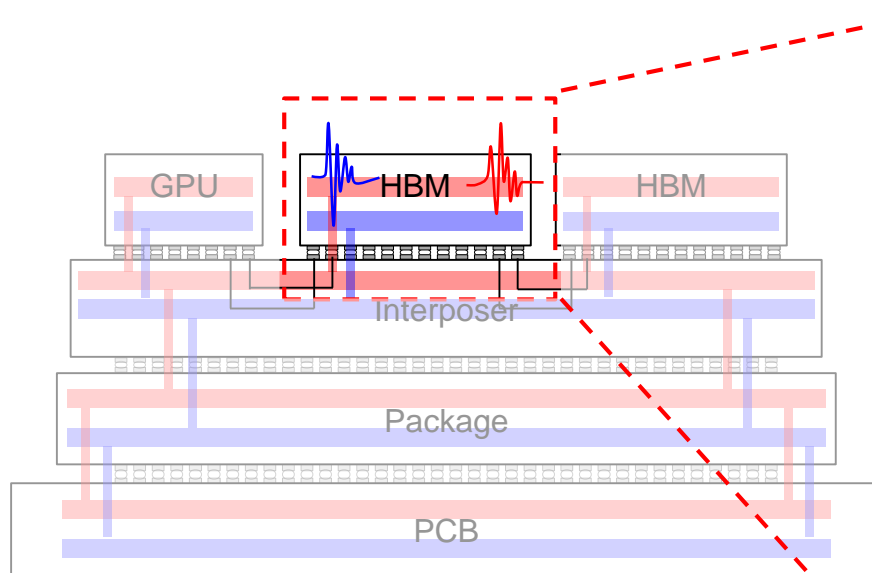 GPU
HBM
HBM
Interposer
Package
PCB